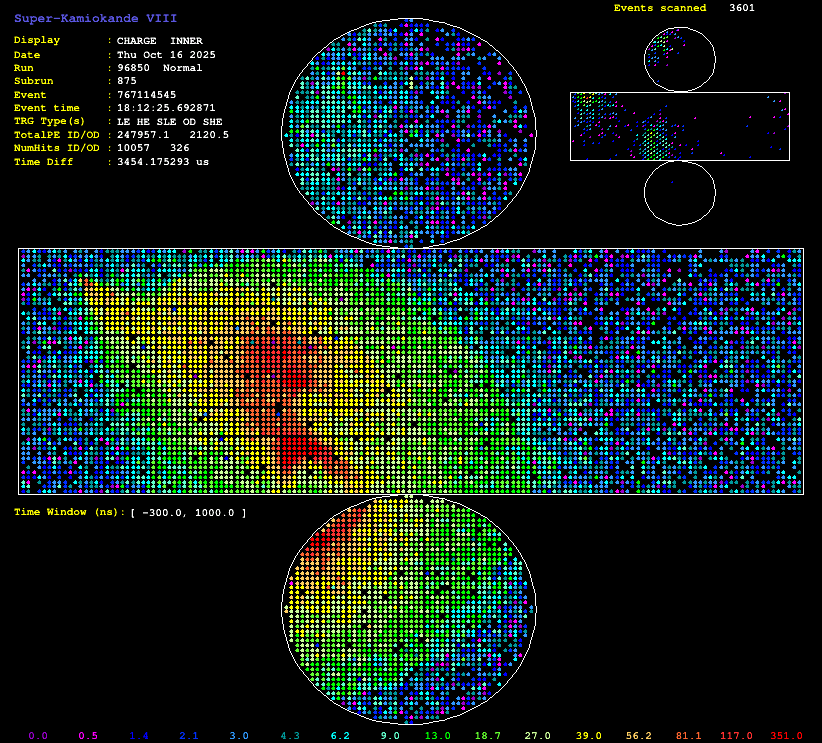 Super-Kamiokande VIII
Events scanned 3601
Display : CHARGE INNER
Date : Thu Oct 16 2025
Run : 96850 Normal
Subrun : 875
Event : 767114545
Event time : 18:12:25.692871
TRG Type(s) : LE HE SLE OD SHE
TotalPE ID/OD : 247957.1 2120.5
NumHits ID/OD : 10057 326
Time Diff : 3454.175293 us
Time Window (ns): [ -300.0, 1000.0 ]
0.0 0.5 1.4 2.1 3.0 4.3 6.2 9.0 13.0 18.7 27.0 39.0 56.2 81.1 117.0 351.0